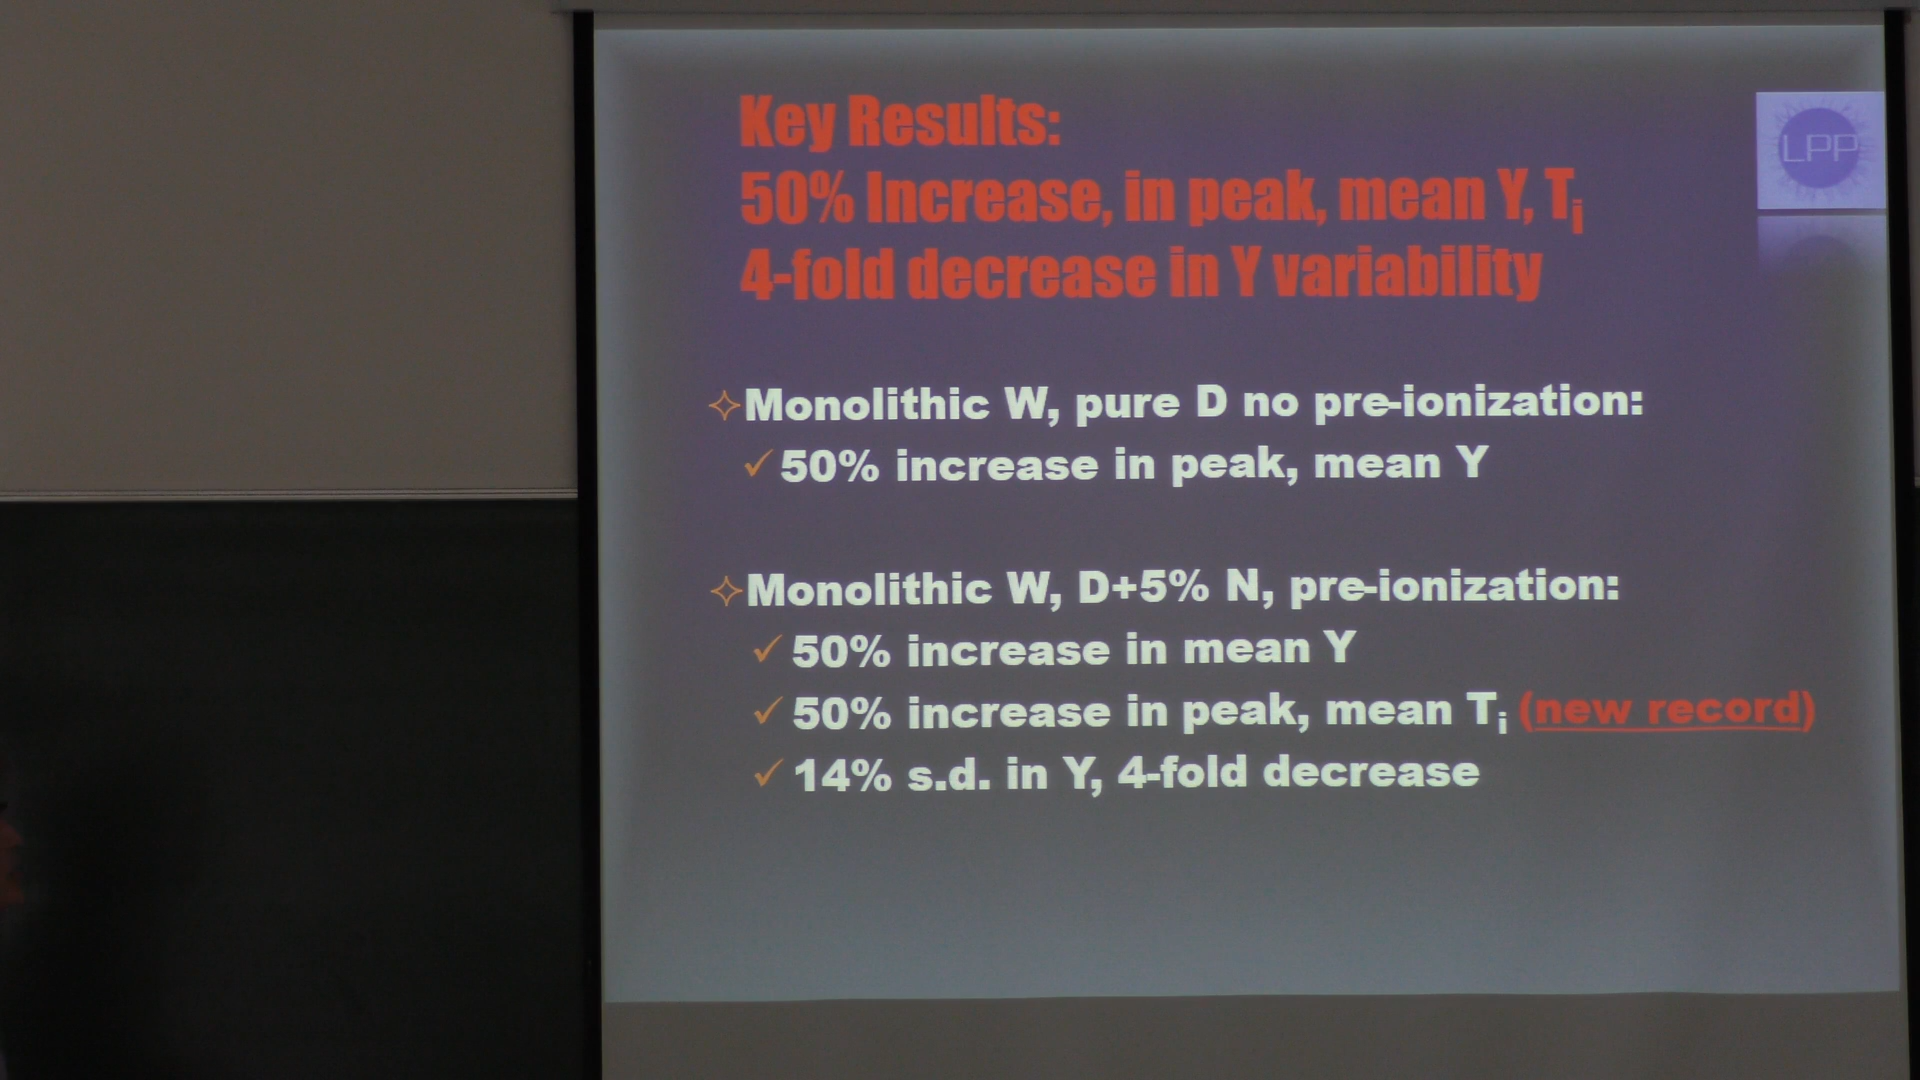 Key Results:
50% Increase, in peak, mean Y, Ti
4-fold decrease in Y variability
LPP
Monolithic W, pure D no pre-ionization:
✓ 50% increase in peak, mean Y
Monolithic W, D+5% N, pre-ionization:
✓ 50% increase in mean Y
✓ 50% increase in peak, mean Ti (new record)
✓ 14% s.d. in Y, 4-fold decrease